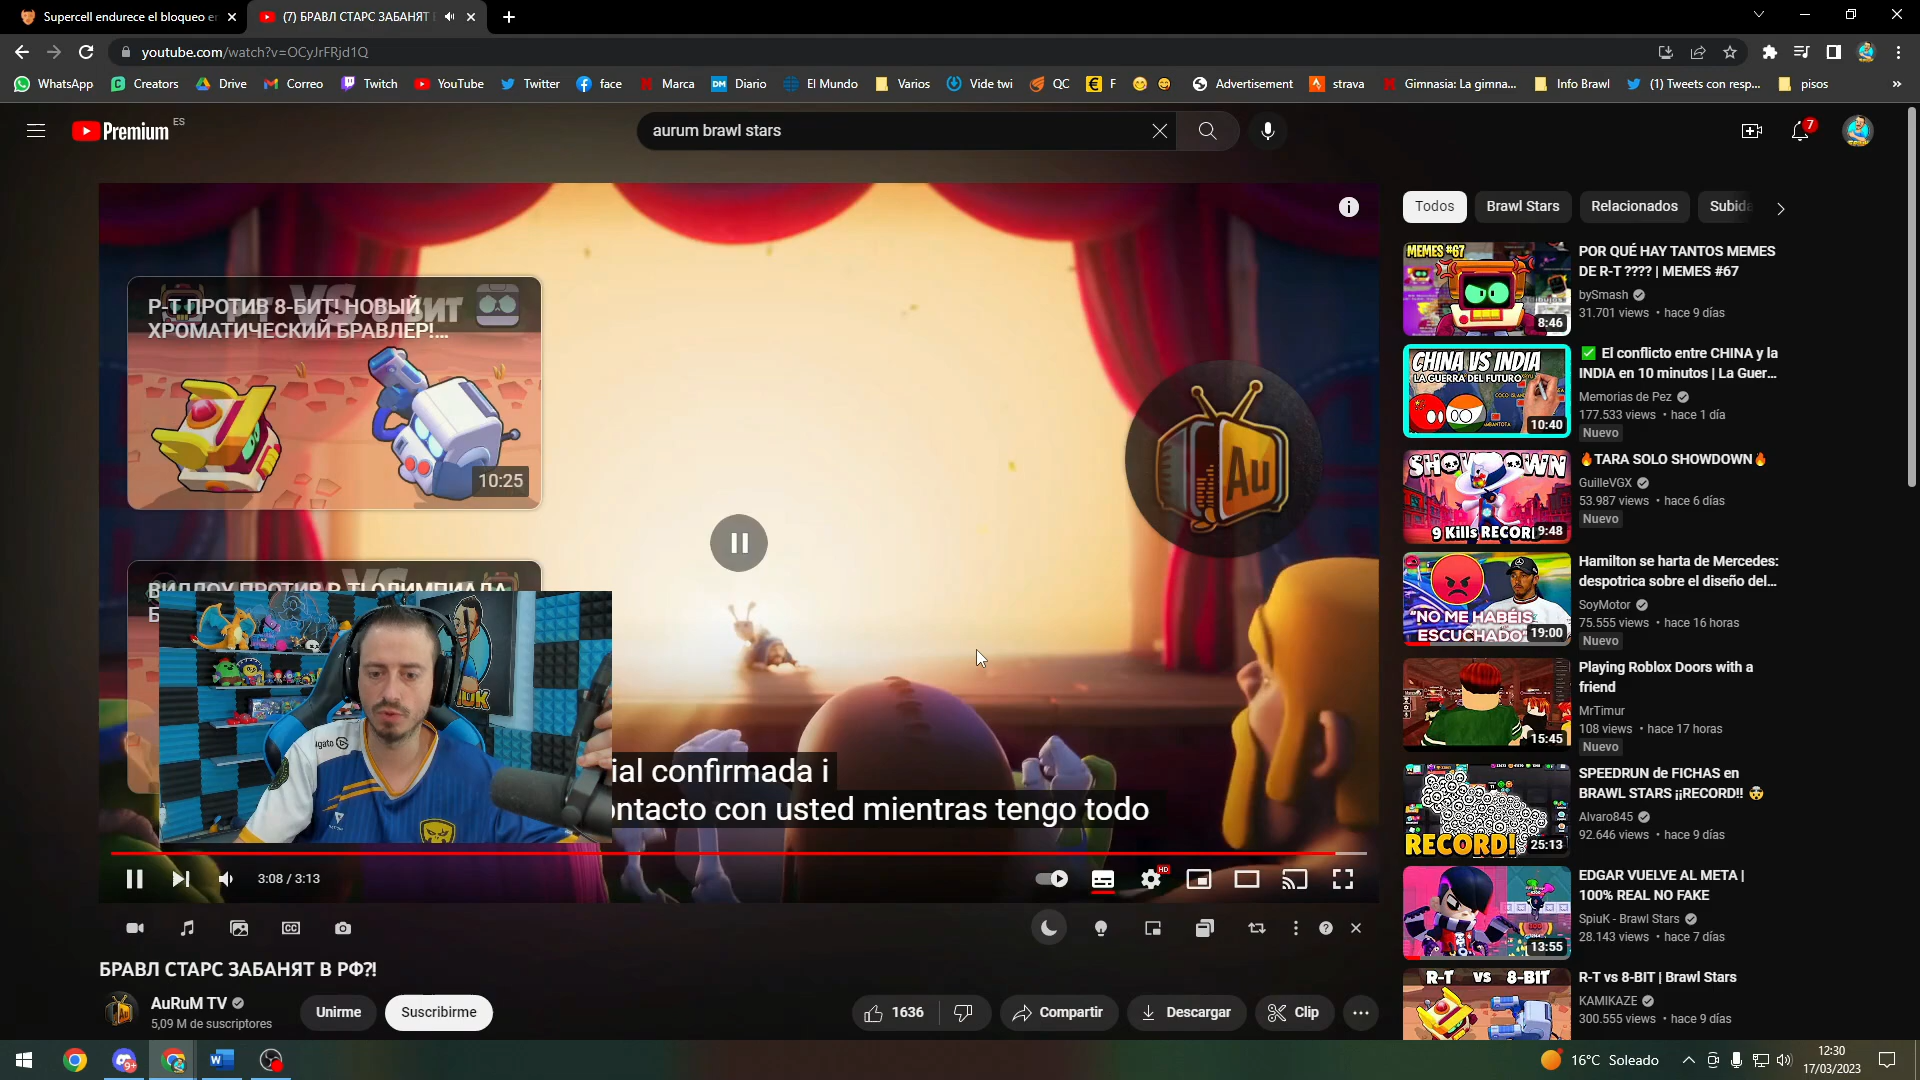 Supercell endurece el bloqueo en
(7) БРАВЛ СТАРС ЗАБАНЯТ
youtube.com/watch?v=OCyJrFRjd1Q
WhatsApp
Creators
Drive
Correo
Twitch
YouTube
Twitter
face
Marca
DM
Diario
El Mundo
Varios
Vide twi
QC
F
Advertisement
strava
Gimnasia: La gimna...
Info Brawl
(1) Tweets con resp...
pisos
»
Premium
ES
aurum brawl stars
7
Р-Т ПРОТИВ 8-БИТ! НОВЫЙ
ХРОМАТИЧЕСКИЙ БРАВЛЕР!...
10:25
Au
ВИЛЛОУ ПРОТИВ Р-Т! ОЛИМПИАДА
Б
ial confirmada i
ontacto con usted mientras tengo todo
3:08 / 3:13
HD
CC
БРАВЛ СТАРС ЗАБАНЯТ В РФ?!
AuRuM TV
5,09 M de suscriptores
Unirme
Suscribirme
1636
Compartir
Descargar
Clip
Todos
Brawl Stars
Relacionados
Subida
MEMES #67
8:46
POR QUÉ HAY TANTOS MEMES
DE R-T ???? | MEMES #67
bySmash
31.701 views • hace 9 días
CHINA VS INDIA
LA GUERRA DEL FUTURO
10:40
✅ El conflicto entre CHINA y la
INDIA en 10 minutos | La Guer...
Memorias de Pez
177.533 views • hace 1 día
Nuevo
SHOWDOWN
9 Kills RECOR
9:48
🔥TARA SOLO SHOWDOWN🔥
GuilleVGX
53.987 views • hace 6 días
Nuevo
"NO ME HABÉIS
ESCUCHADO"
19:00
Hamilton se harta de Mercedes:
despotrica sobre el diseño del...
SoyMotor
75.555 views • hace 16 horas
Nuevo
15:45
Playing Roblox Doors with a
friend
MrTimur
108 views • hace 17 horas
Nuevo
RECORD!
25:13
SPEEDRUN de FICHAS en
BRAWL STARS ¡¡RECORD!! 🤯
Alvaro845
92.646 views • hace 9 días
13:55
EDGAR VUELVE AL META |
100% REAL NO FAKE
SpiuK - Brawl Stars
28.143 views • hace 7 días
R-T VS 8-BIT
R-T vs 8-BIT | Brawl Stars
KAMIKAZE
300.555 views • hace 9 días
9+
W
16°C Soleado
12:30
17/03/2023